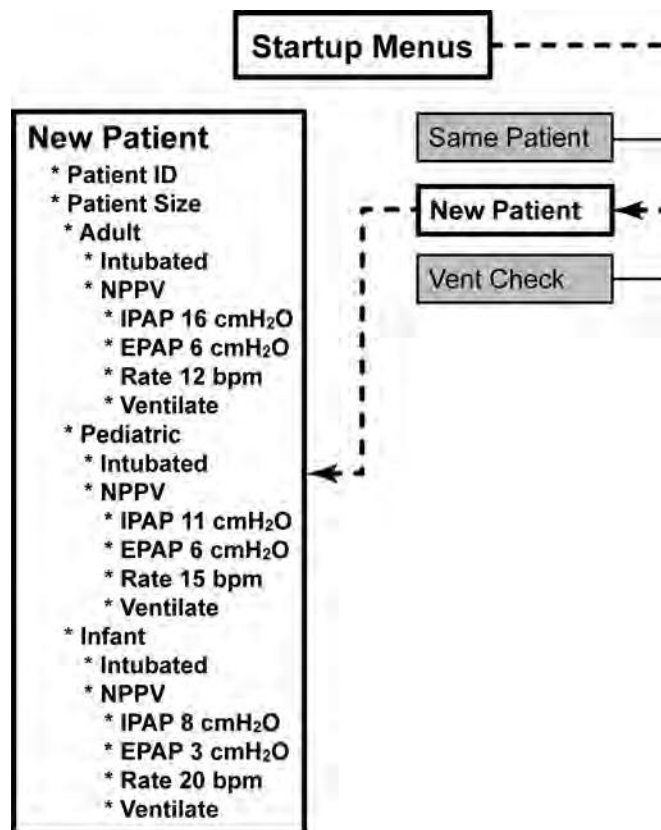 Startup Menus
Same Patient
New Patient
Vent Check
New Patient
* Patient ID
* Patient Size
* Adult
* Intubated
* NPPV
* IPAP 16 cmH₂O
* EPAP 6 cmH₂O
* Rate 12 bpm
* Ventilate
* Pediatric
* Intubated
* NPPV
* IPAP 11 cmH₂O
* EPAP 6 cmH₂O
* Rate 15 bpm
* Ventilate
* Infant
* Intubated
* NPPV
* IPAP 8 cmH₂O
* EPAP 3 cmH₂O
* Rate 20 bpm
* Ventilate